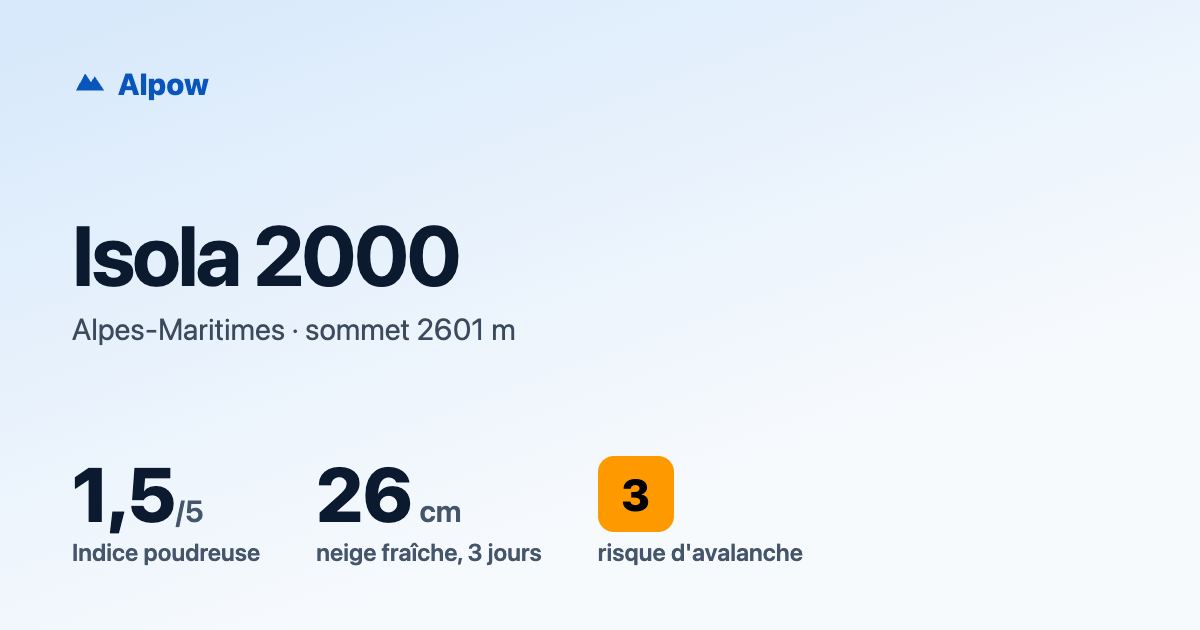 Alpow
Isola 2000
Alpes-Maritimes · sommet 2601 m
1,5/5
Indice poudreuse
26 cm
neige fraîche, 3 jours
3
risque d'avalanche